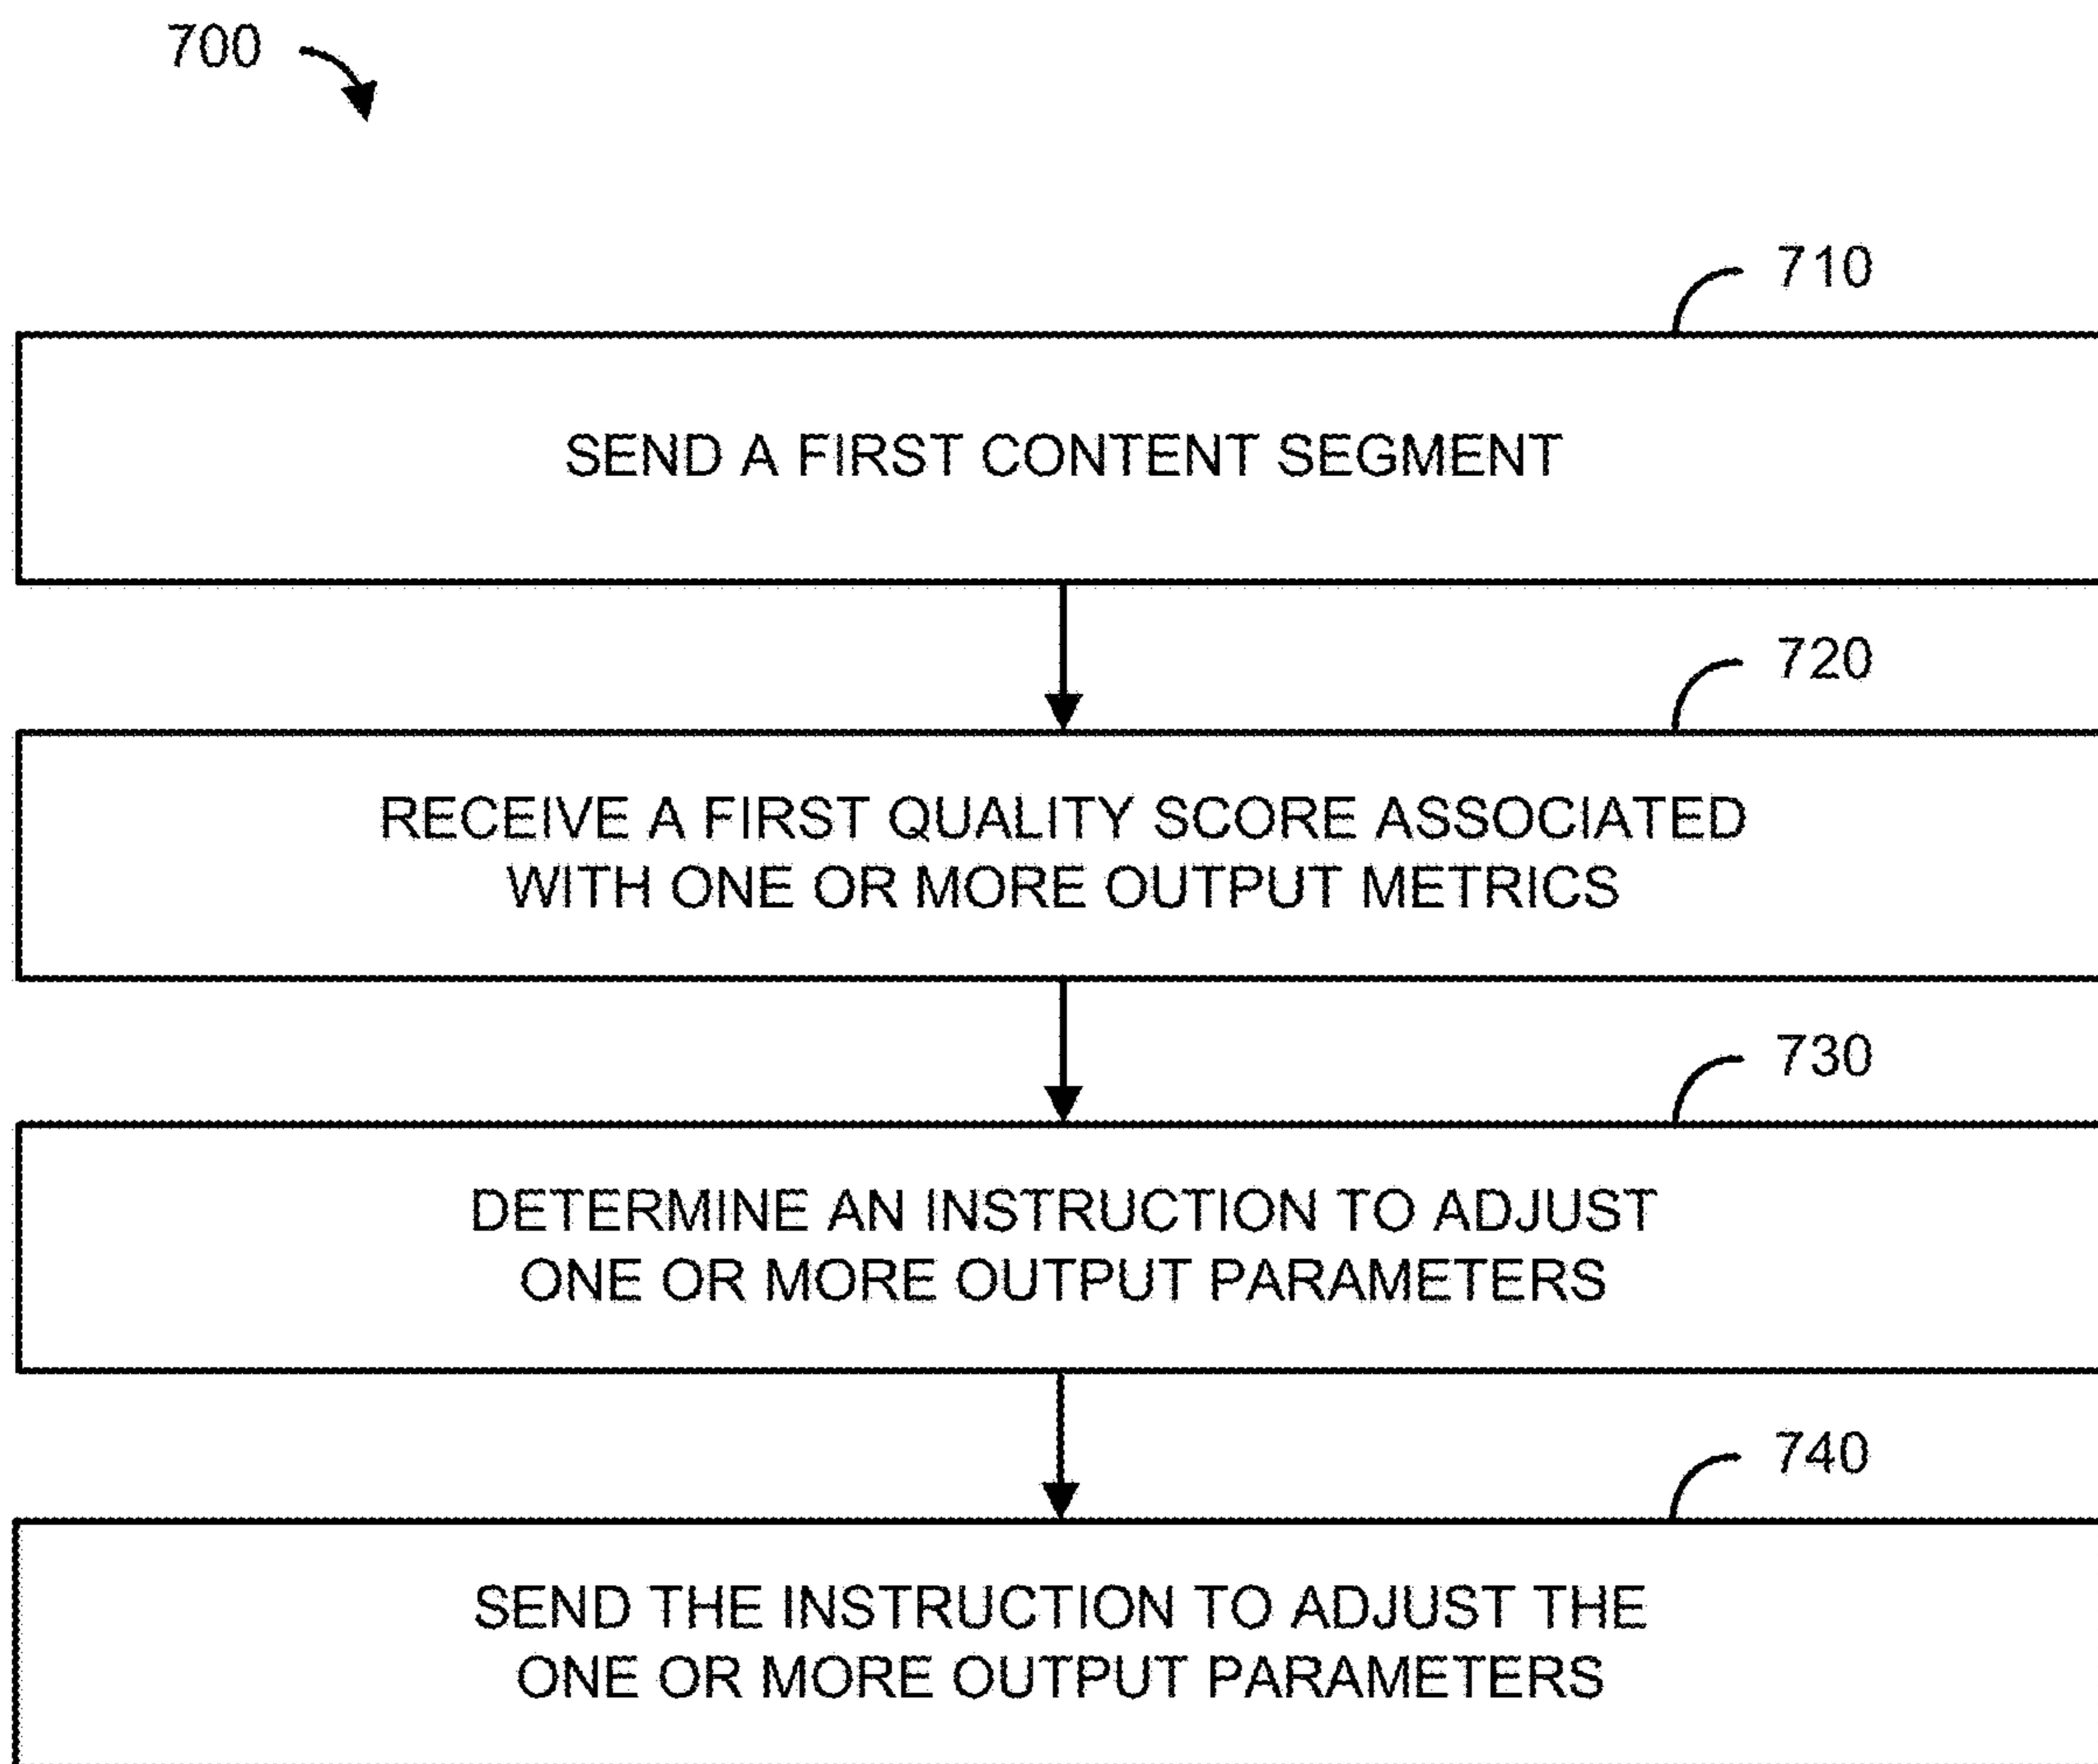 700
710
SEND A FIRST CONTENT SEGMENT
720
RECEIVE A FIRST QUALITY SCORE ASSOCIATED
WITH ONE OR MORE OUTPUT METRICS
730
DETERMINE AN INSTRUCTION TO ADJUST
ONE OR MORE OUTPUT PARAMETERS
740
SEND THE INSTRUCTION TO ADJUST THE
ONE OR MORE OUTPUT PARAMETERS